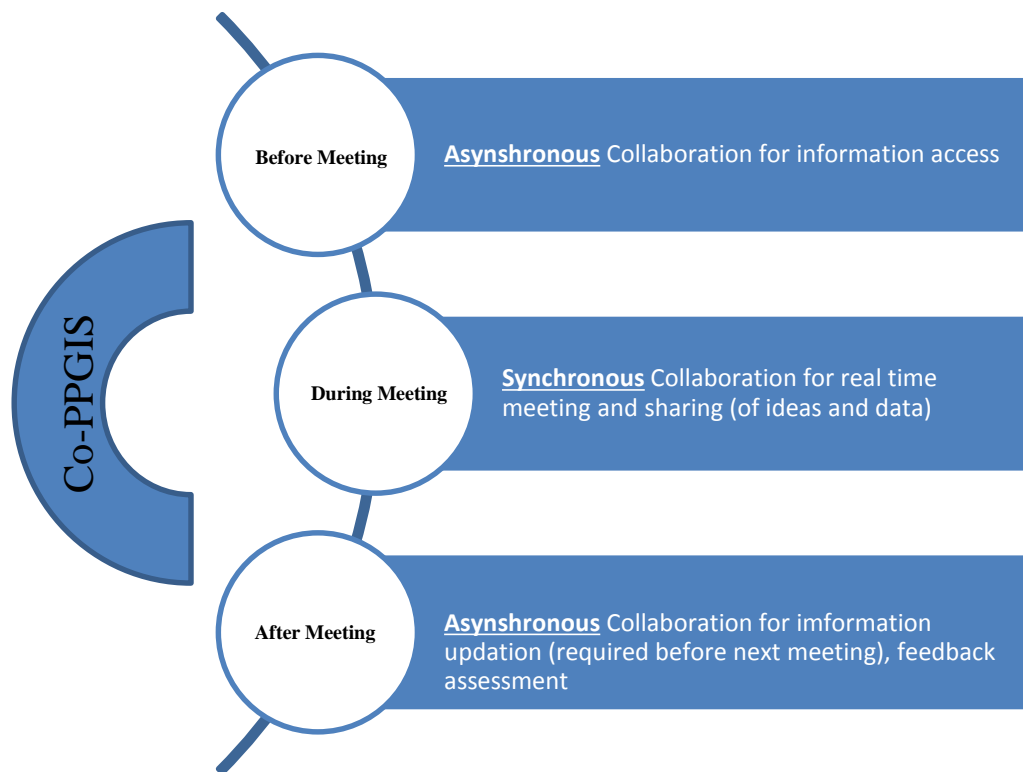 Before Meeting
Asynshronous Collaboration for information access
Co-PPGIS
During Meeting
Synchronous Collaboration for real time
meeting and sharing (of ideas and data)
After Meeting
Asynshronous Collaboration for imformation
updation (required before next meeting), feedback
assessment